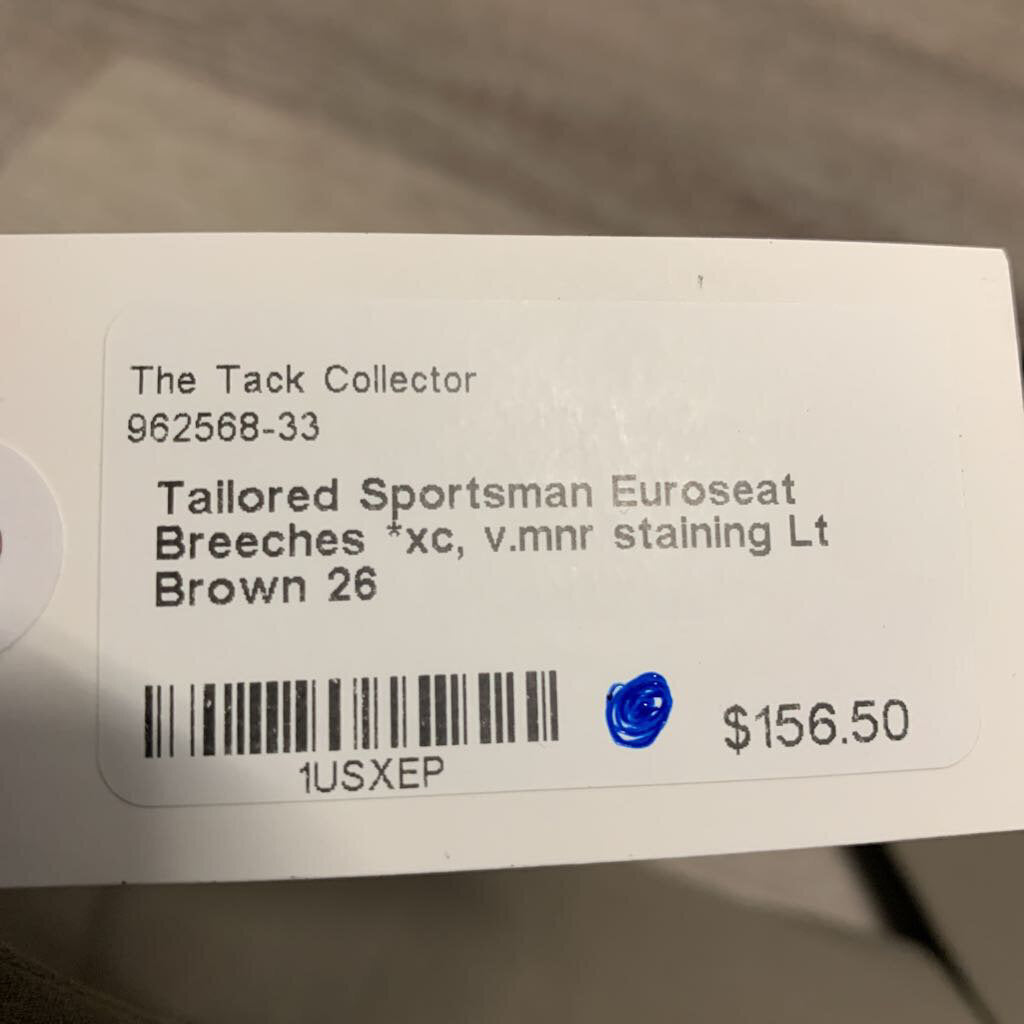 The Tack Collector
962568-33
Tailored Sportsman Euroseat
Breeches *xc, v.mnr staining Lt
Brown 26
$156.50
1USXEP